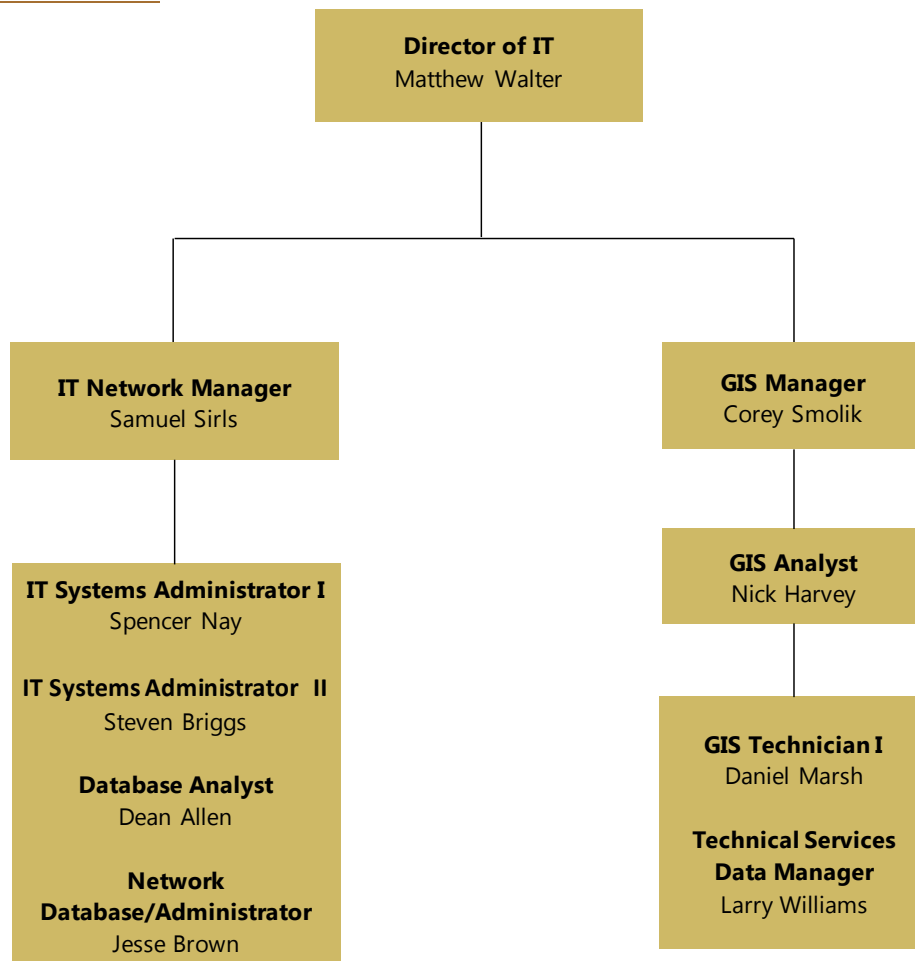 Director of IT
Matthew Walter
IT Network Manager
Samuel Sirls
GIS Manager
Corey Smolik
IT Systems Administrator I
Spencer Nay
IT Systems Administrator II
Steven Briggs
Database Analyst
Dean Allen
Network
Database/Administrator
Jesse Brown
GIS Analyst
Nick Harvey
GIS Technician I
Daniel Marsh
Technical Services
Data Manager
Larry Williams